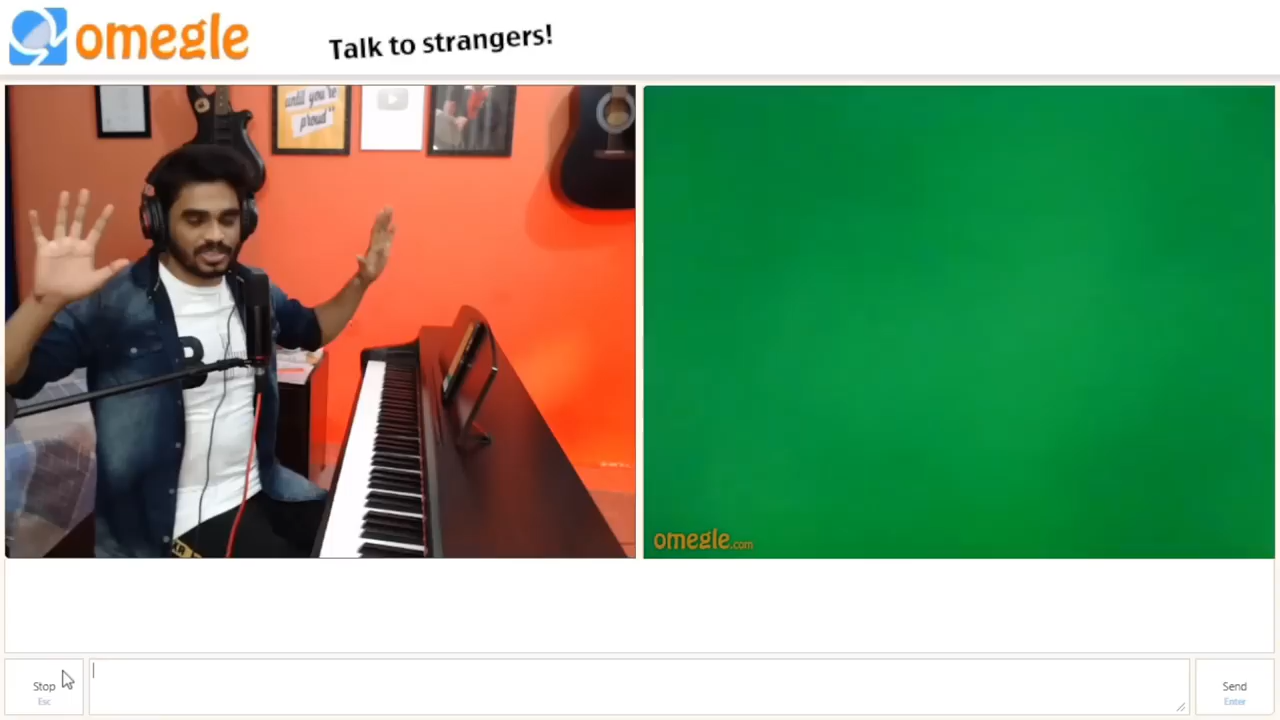 omegle
Talk to strangers!
until you're
proud"
B
omegle.com
Stop
Esc
Send
Enter